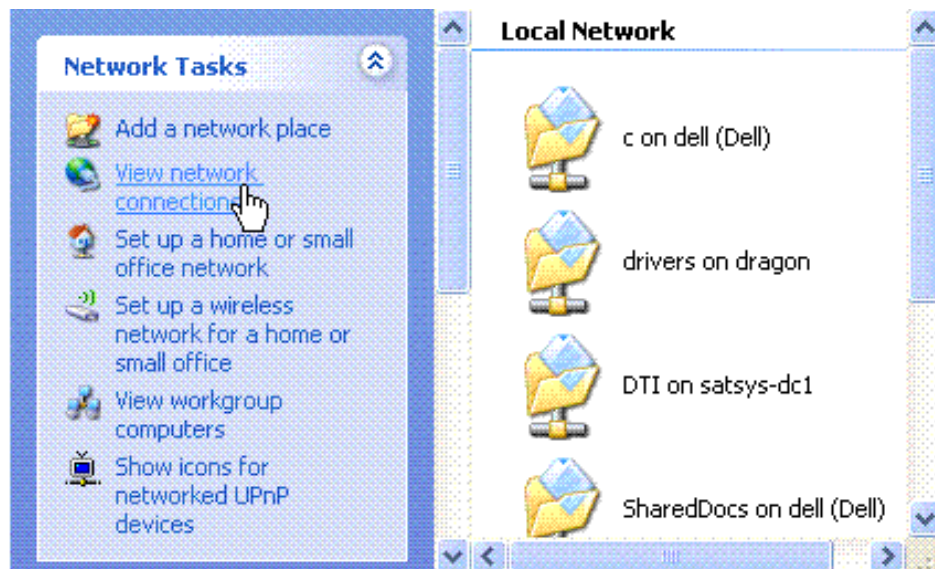 Network Tasks
Add a network place
View network
connection
Set up a home or small
office network
Set up a wireless
network for a home or
small office
View workgroup
computers
Show icons for
networked UPnP
devices
Local Network
c on dell (Dell)
drivers on dragon
DTI on satsys-dc1
SharedDocs on dell (Dell)